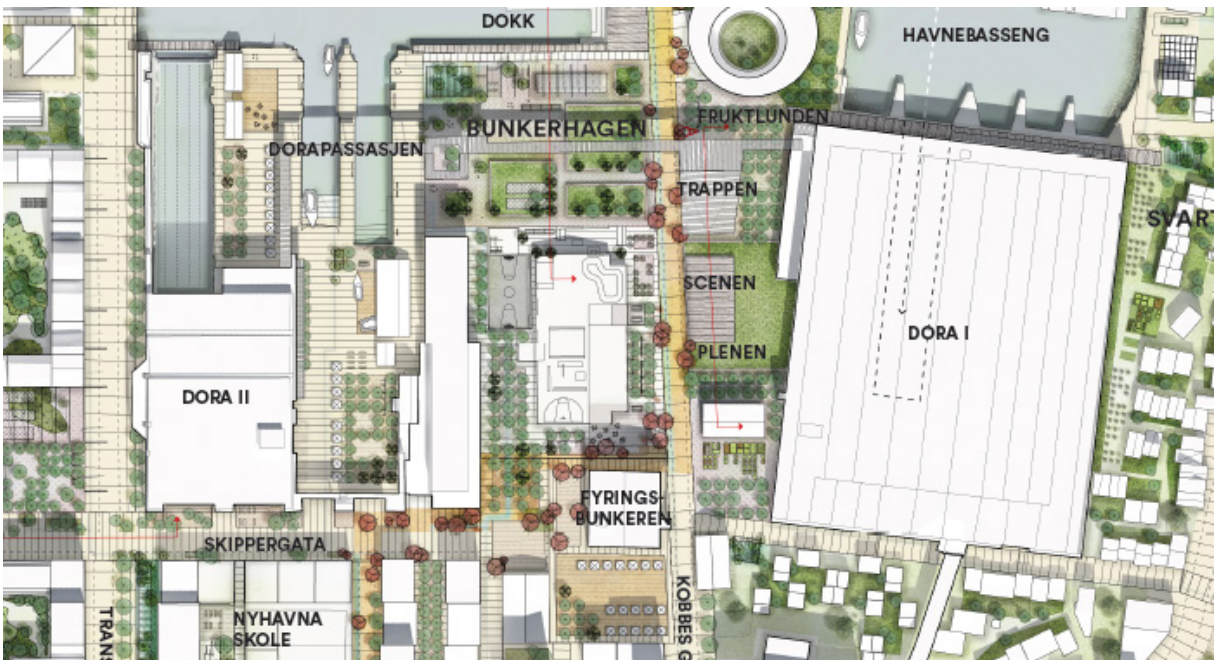 DOKK
HAVNEBASSENG
BUNKERHAGEN
FRUKTLUNDEN
DORAPASSASJEN
TRAPPEN
SVART
SCENEN
DORA I
PLENEN
DORA II
FYRINGS-
BUNKEREN
SKIPPERGATA
TRANS
NYHAVNA
SKOLE
KOBBES G